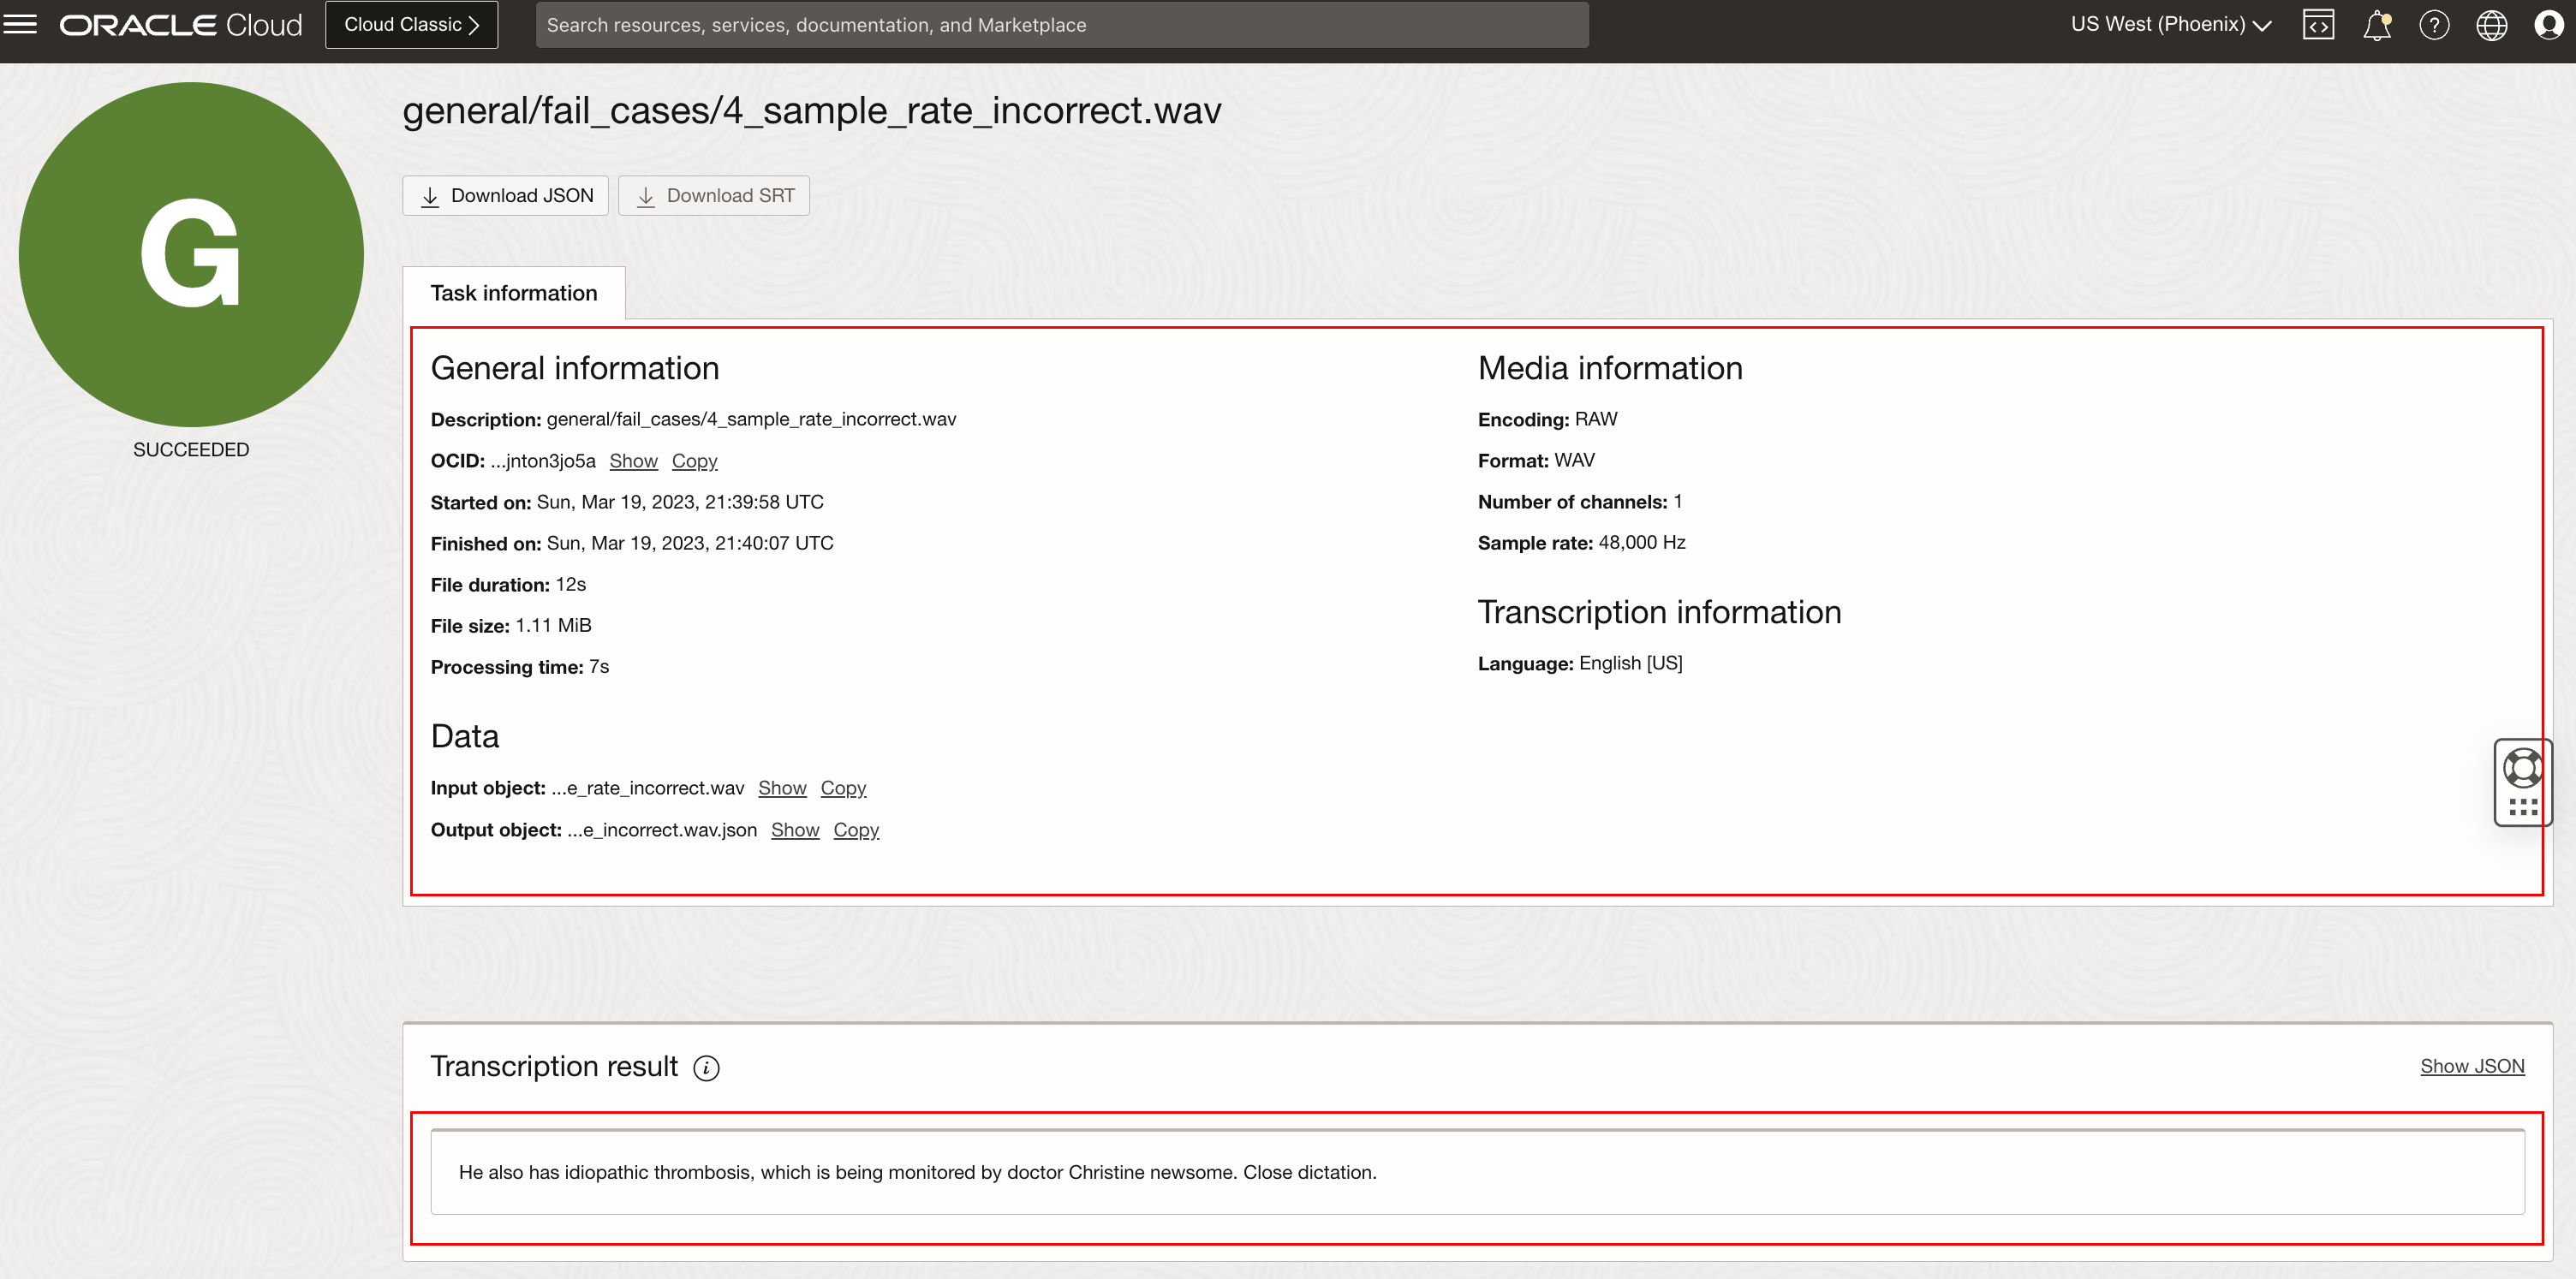 ORACLE Cloud
Cloud Classic
Search resources, services, documentation, and Marketplace
US West (Phoenix)
general/fail_cases/4_sample_rate_incorrect.wav
Download JSON
Download SRT
G
SUCCEEDED
Task information
General information
Description: general/fail_cases/4_sample_rate_incorrect.wav
OCID: ...jnton3jo5a Show Copy
Started on: Sun, Mar 19, 2023, 21:39:58 UTC
Finished on: Sun, Mar 19, 2023, 21:40:07 UTC
File duration: 12s
File size: 1.11 MiB
Processing time: 7s
Data
Input object: ...e_rate_incorrect.wav Show Copy
Output object: ...e_incorrect.wav.json Show Copy
Media information
Encoding: RAW
Format: WAV
Number of channels: 1
Sample rate: 48,000 Hz
Transcription information
Language: English [US]
Transcription result
Show JSON
He also has idiopathic thrombosis, which is being monitored by doctor Christine newsome. Close dictation.